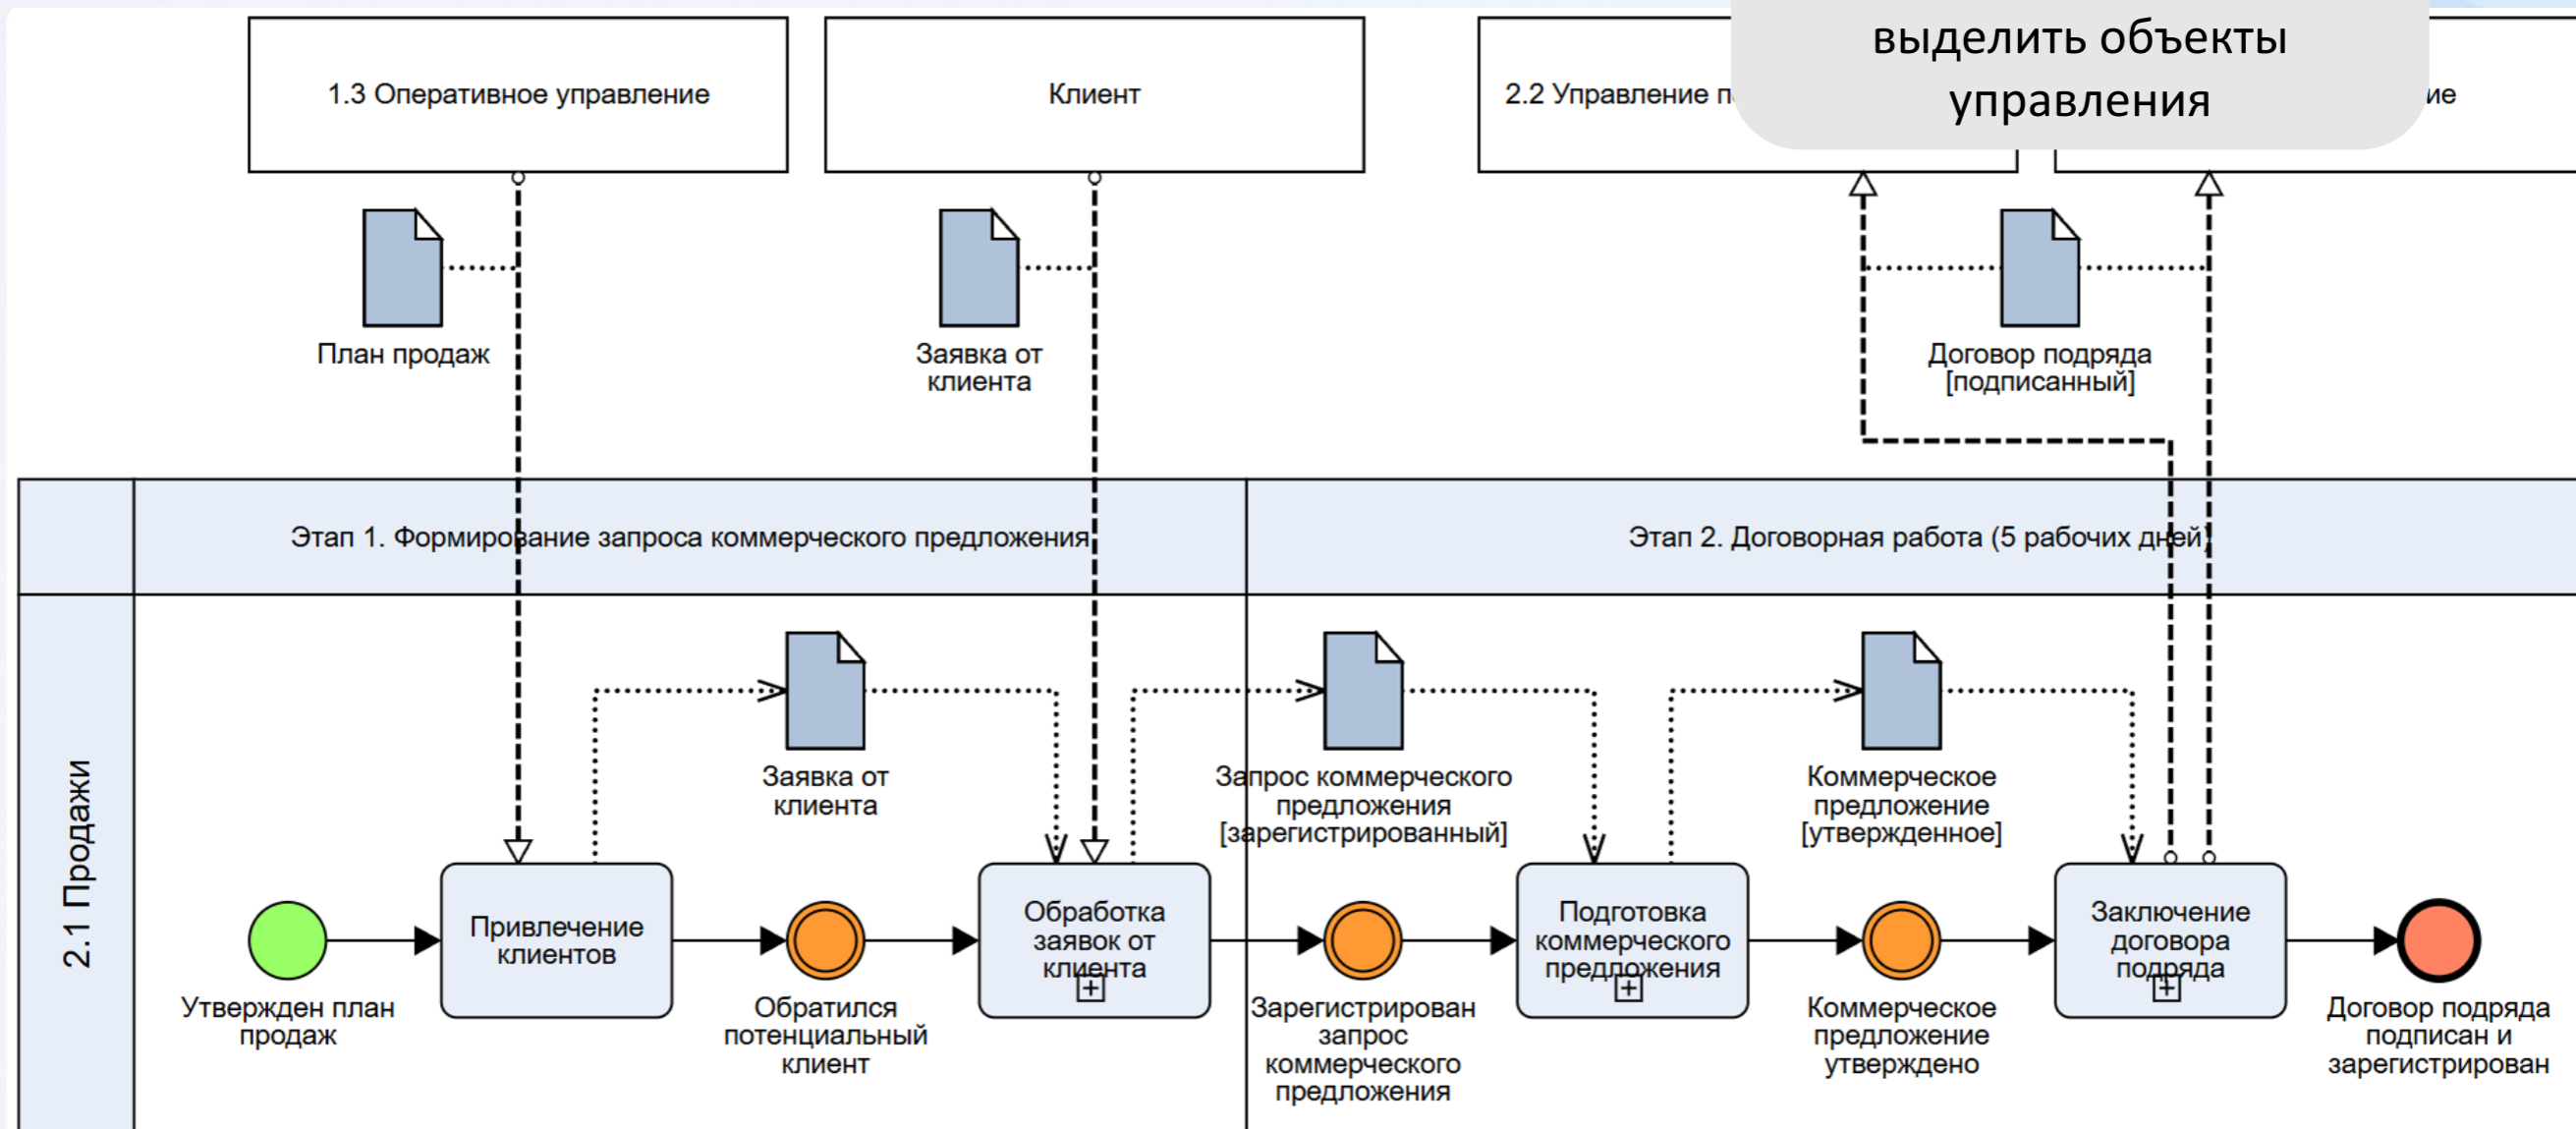 выделить объекты
управления
1.3 Оперативное управление
Клиент
2.2 Управление
План продаж
Заявка от
клиента
Договор подряда
[подписанный]
Этап 1. Формирование запроса коммерческого предложения
Этап 2. Договорная работа (5 рабочих дней)
2.1 Продажи
Заявка от
клиента
Запрос коммерческого
предложения
[зарегистрированный]
Коммерческое
предложение
[утвержденное]
Привлечение
клиентов
Обработка
заявок от
клиента
Подготовка
коммерческого
предложения
Заключение
договора
подряда
Утвержден план
продаж
Обратился
потенциальный
клиент
Зарегистрирован
запрос
коммерческого
предложения
Коммерческое
предложение
утверждено
Договор подряда
подписан и
зарегистрирован